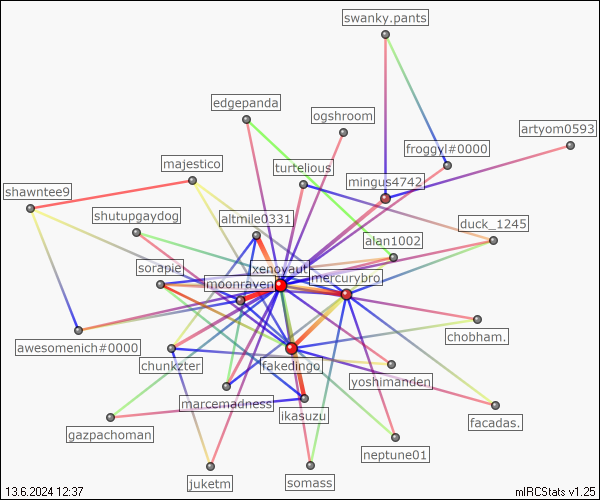 swanky.pants
edgepanda
ogshroom
artyom0593
froggyl#0000
majestico
turtelious
mingus4742
shawntee9
shutupgaydog
altmile0331
duck_1245
alan1002
sorapie
xenoyaut
moonraven
mercurybro
chobham.
awesomenich#0000
chunkzter
fakedingo
yoshimanden
marcemadness
ikasuzu
facadas.
gazpachoman
neptune01
juketm
somass
13.6.2024 12:37
mIRCStats v1.25